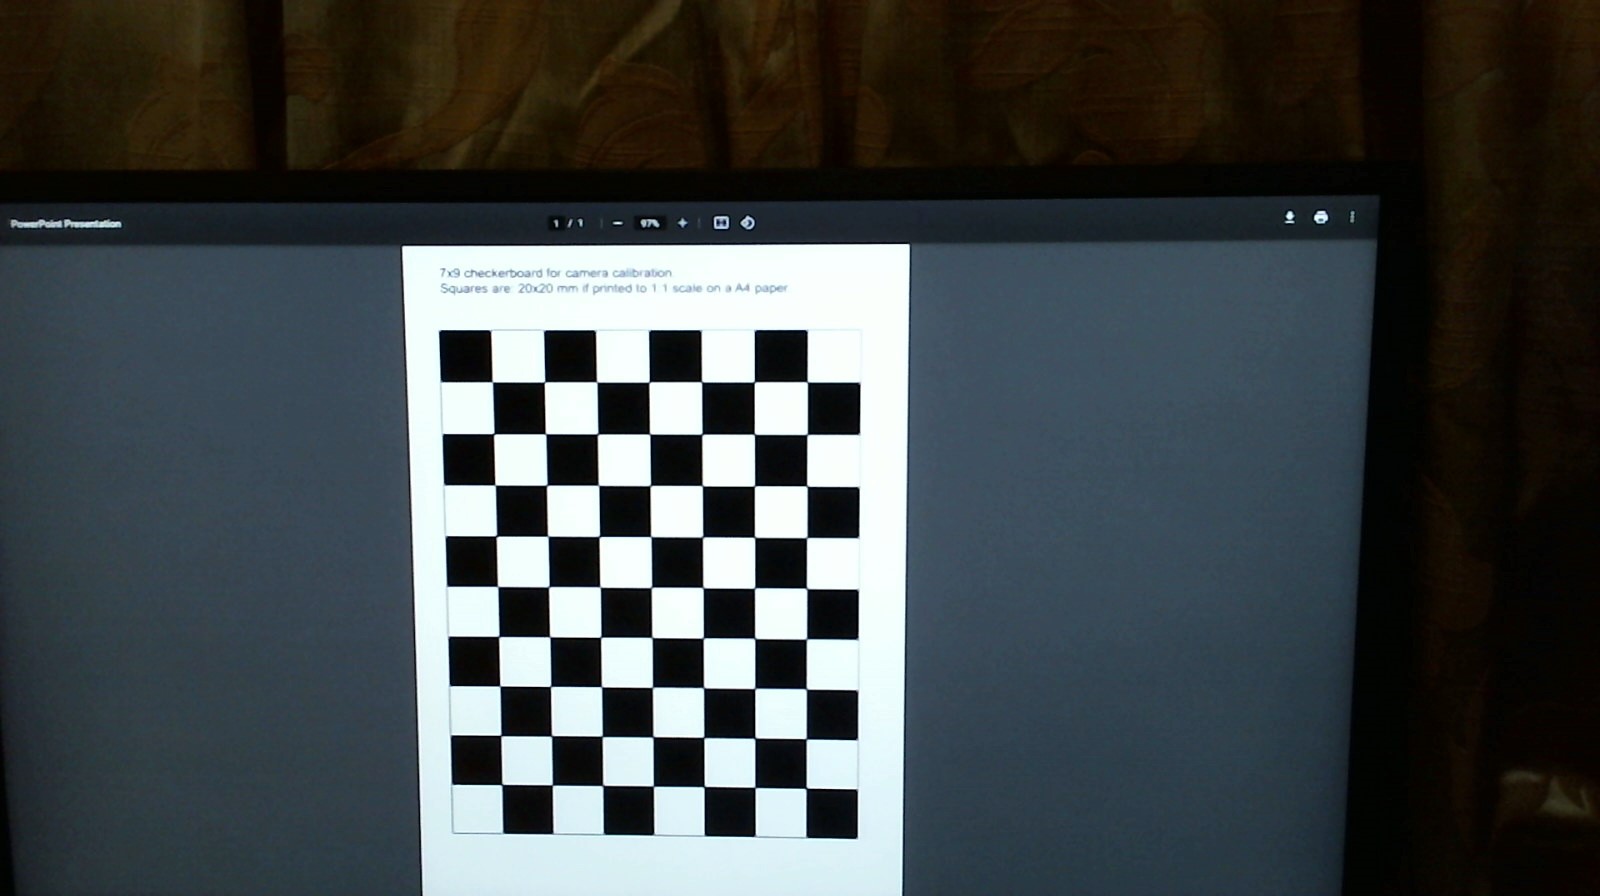 PowerPoint Presentation
1 / 1 — 97% +
7x9 checkerboard for camera calibration.
Squares are: 20x20 mm if printed to 1:1 scale on a A4 paper